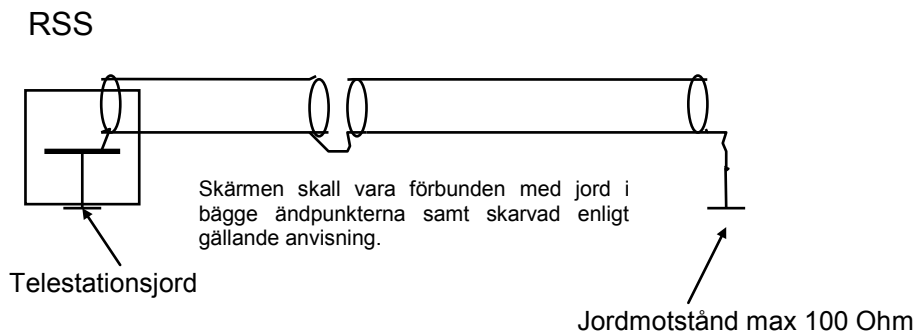 RSS
Skärmen skall vara förbunden med jord i
bägge ändpunkterna samt skarvad enligt
gällande anvisning.
Telestationsjord
Jordmotstånd max 100 Ohm